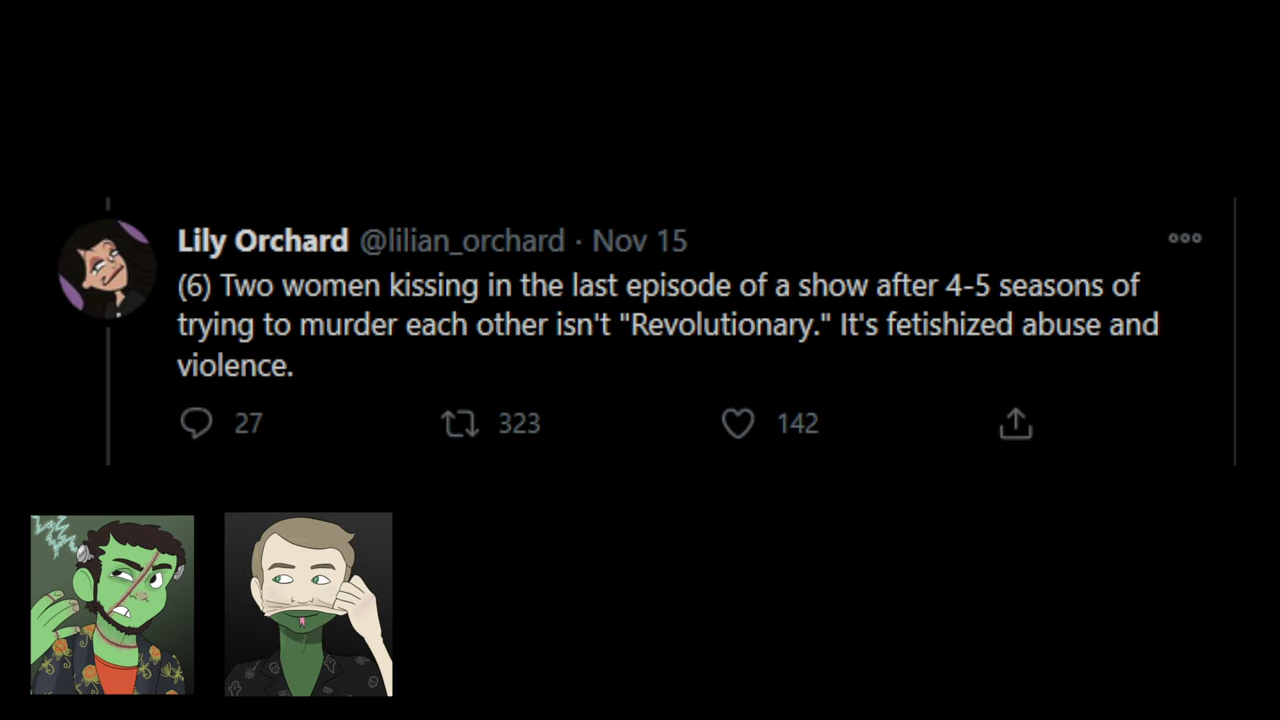 Lily Orchard @lilian_orchard · Nov 15
(6) Two women kissing in the last episode of a show after 4-5 seasons of
trying to murder each other isn't "Revolutionary." It's fetishized abuse and
violence.
27 323 142